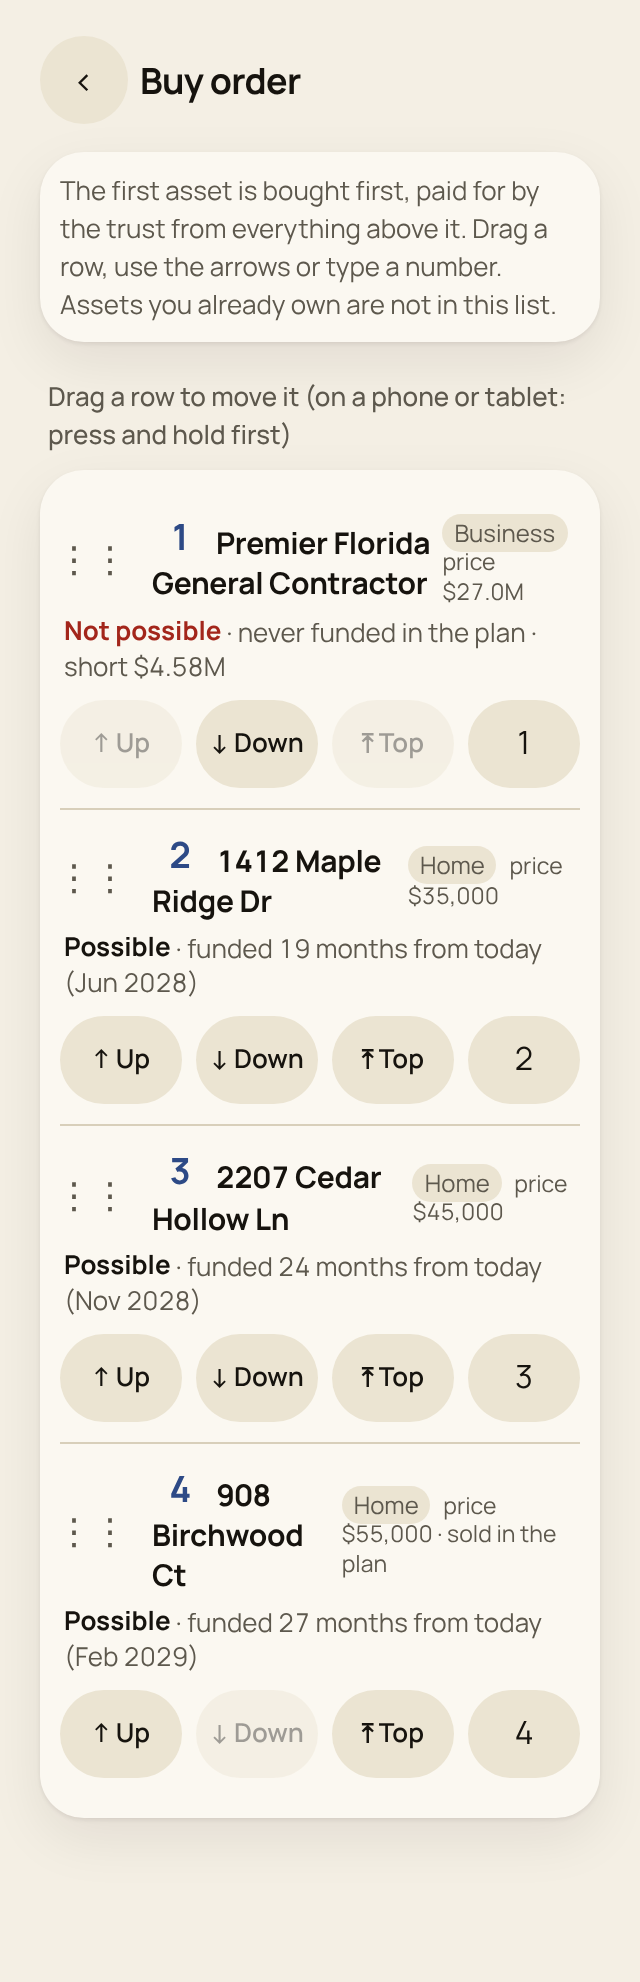 ‹ Buy order
The first asset is bought first, paid for by
the trust from everything above it. Drag a
row, use the arrows or type a number.
Assets you already own are not in this list.
Drag a row to move it (on a phone or tablet:
press and hold first)
1 Premier Florida
General Contractor
Business
price
$27.0M
Not possible · never funded in the plan ·
short $4.58M
↑ Up ↓ Down ⤒ Top 1
2 1412 Maple
Ridge Dr
Home price
$35,000
Possible · funded 19 months from today
(Jun 2028)
↑ Up ↓ Down ⤒ Top 2
3 2207 Cedar
Hollow Ln
Home price
$45,000
Possible · funded 24 months from today
(Nov 2028)
↑ Up ↓ Down ⤒ Top 3
4 908
Birchwood
Ct
Home price
$55,000 · sold in the
plan
Possible · funded 27 months from today
(Feb 2029)
↑ Up ↓ Down ⤒ Top 4